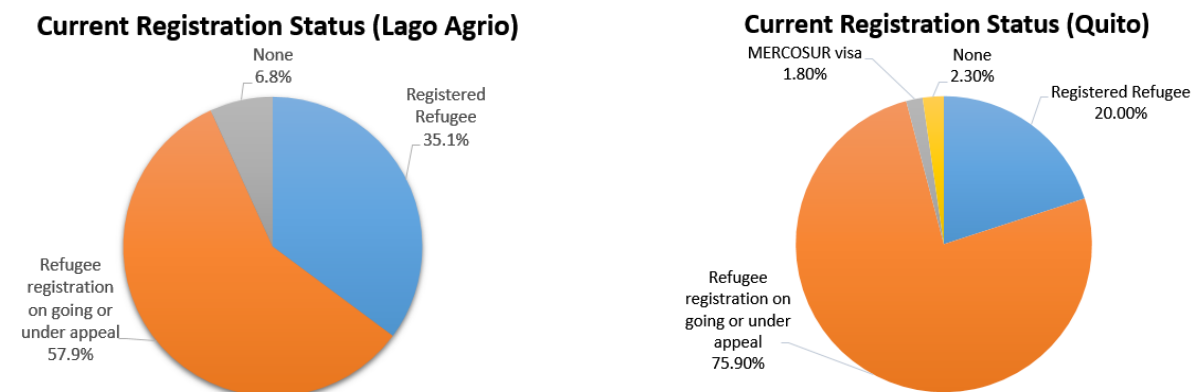 Current Registration Status (Lago Agrio)
None
6.8%
Registered
Refugee
35.1%
Refugee
registration
on going or
under appeal
57.9%
Current Registration Status (Quito)
MERCOSUR visa
1.80%
None
2.30%
Registered Refugee
20.00%
Refugee
registration on
going or under
appeal
75.90%